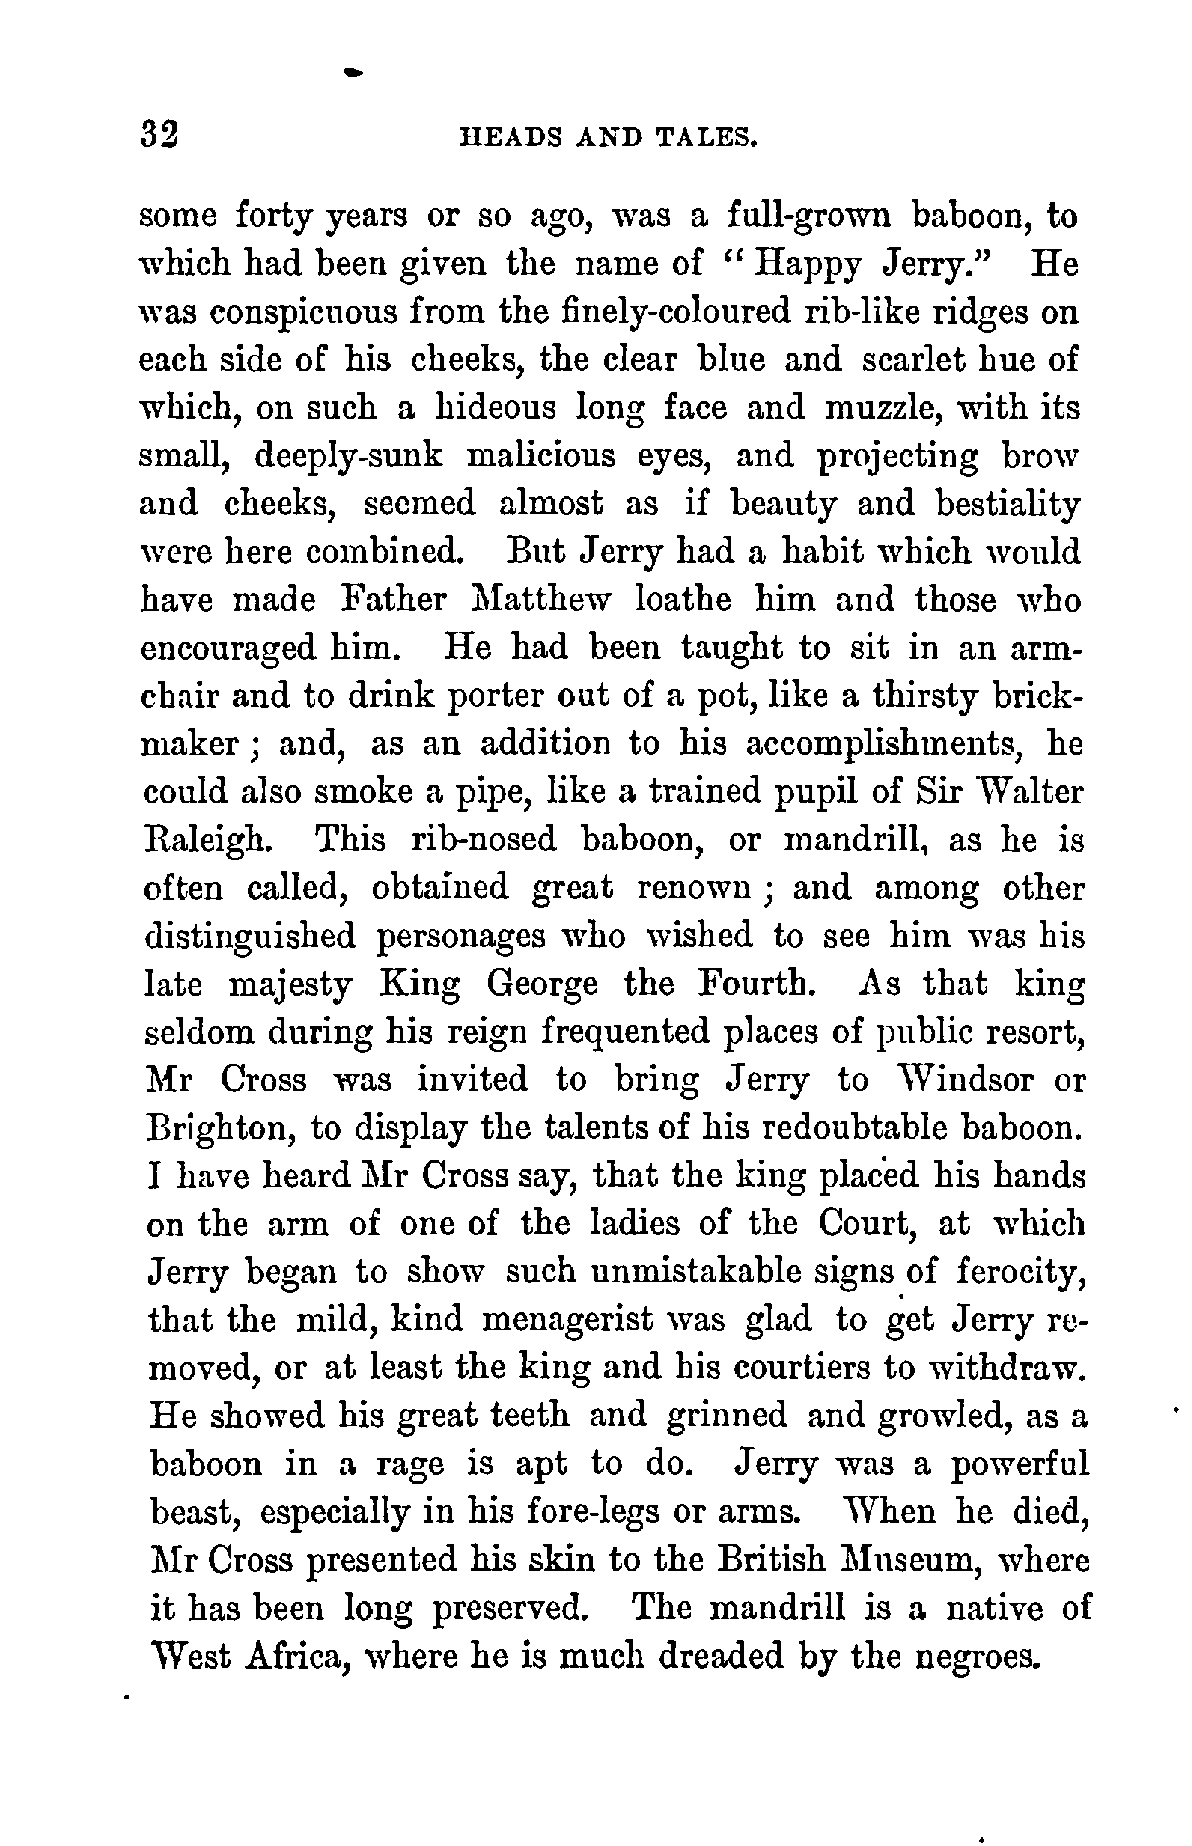 32 HEADS AND TALES.
some forty years or so ago, was a full-grown baboon, to
which had been given the name of “ Happy Jerry.” He
was conspicuous from the finely-coloured rib-like ridges on
each side of his cheeks, the clear blue and scarlet hue of
which, on such a hideous long face and muzzle, with its
small, deeply-sunk malicious eyes, and projecting brow
and cheeks, seemed almost as if beauty and bestiality
were here combined. But Jerry had a habit which would
have made Father Matthew loathe him and those who
encouraged him. He had been taught to sit in an arm-
chair and to drink porter out of a pot, like a thirsty brick-
maker ; and, as an addition to his accomplishments, he
could also smoke a pipe, like a trained pupil of Sir Walter
Raleigh. This rib-nosed baboon, or mandrill, as he is
often called, obtained great renown ; and among other
distinguished personages who wished to see him was his
late majesty King George the Fourth. As that king
seldom during his reign frequented places of public resort,
Mr Cross was invited to bring Jerry to Windsor or
Brighton, to display the talents of his redoubtable baboon.
I have heard Mr Cross say, that the king placed his hands
on the arm of one of the ladies of the Court, at which
Jerry began to show such unmistakable signs of ferocity,
that the mild, kind menagerist was glad to get Jerry re-
moved, or at least the king and his courtiers to withdraw.
He showed his great teeth and grinned and growled, as a
baboon in a rage is apt to do. Jerry was a powerful
beast, especially in his fore-legs or arms. When he died,
Mr Cross presented his skin to the British Museum, where
it has been long preserved. The mandrill is a native of
West Africa, where he is much dreaded by the negroes.